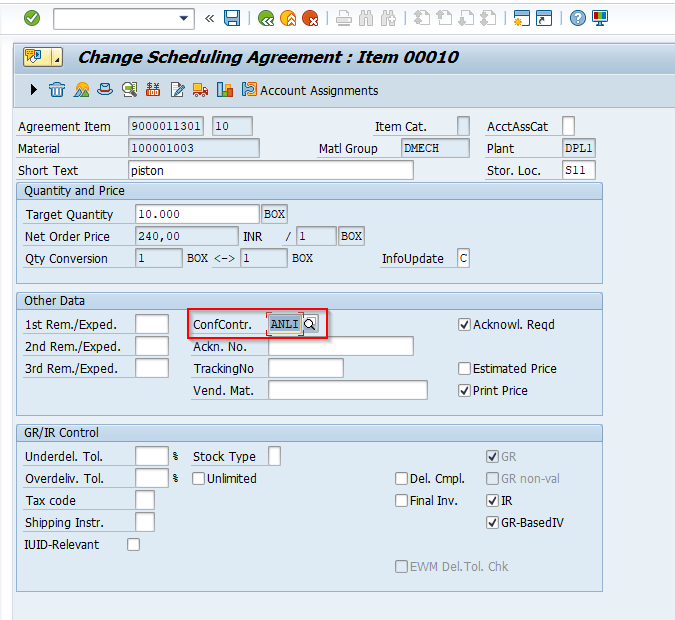 Change Scheduling Agreement : Item 00010
Account Assignments
Agreement Item 9000011301 10 Item Cat. AcctAssCat
Material 100001003 Matl Group DMECH Plant DPL1
Short Text piston Stor. Loc. S11
Quantity and Price
Target Quantity 10.000 BOX
Net Order Price 240,00 INR / 1 BOX
Qty Conversion 1 BOX <-> 1 BOX InfoUpdate C
Other Data
1st Rem./Exped. ConfContr. ANLI Acknowl. Reqd
2nd Rem./Exped. Ackn. No.
3rd Rem./Exped. TrackingNo Estimated Price
Vend. Mat. Print Price
GR/IR Control
Underdel. Tol. % Stock Type GR
Overdeliv. Tol. % Unlimited Del. Cmpl. GR non-val
Tax code Final Inv. IR
Shipping Instr. GR-BasedIV
IUID-Relevant
EWM Del.Tol. Chk